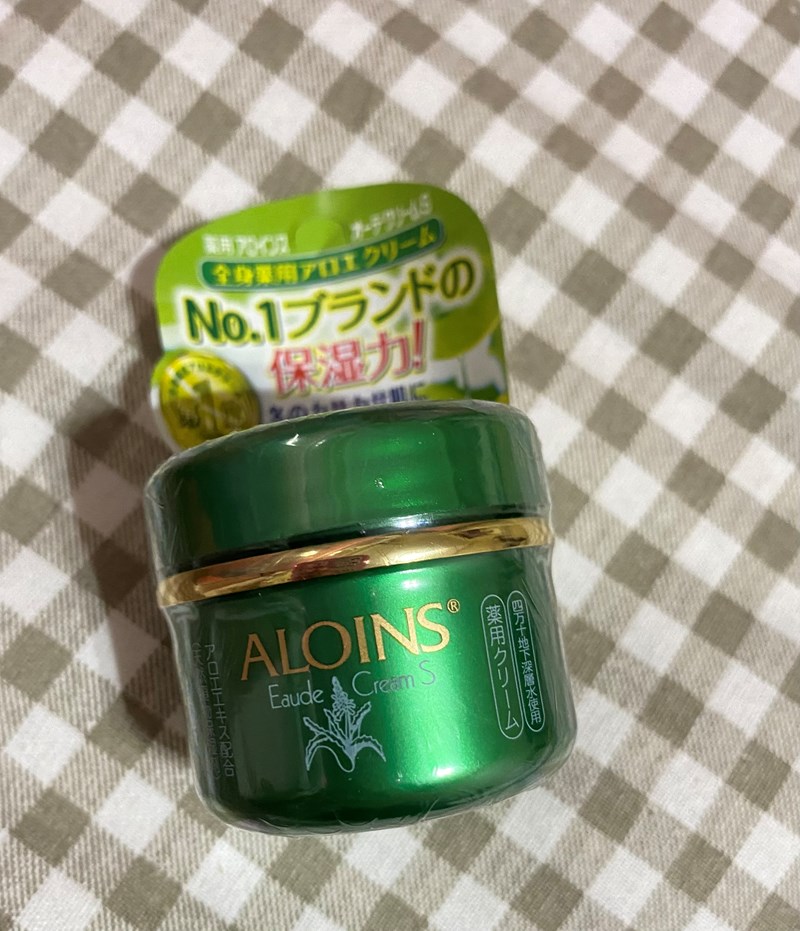 薬用アロインス オーデクリームS
全身薬用アロエクリーム
No.1ブランドの
保湿力!
ALOINS®
Eaude Cream S
四万十地下深層水使用
薬用クリーム
アロエエキス配合